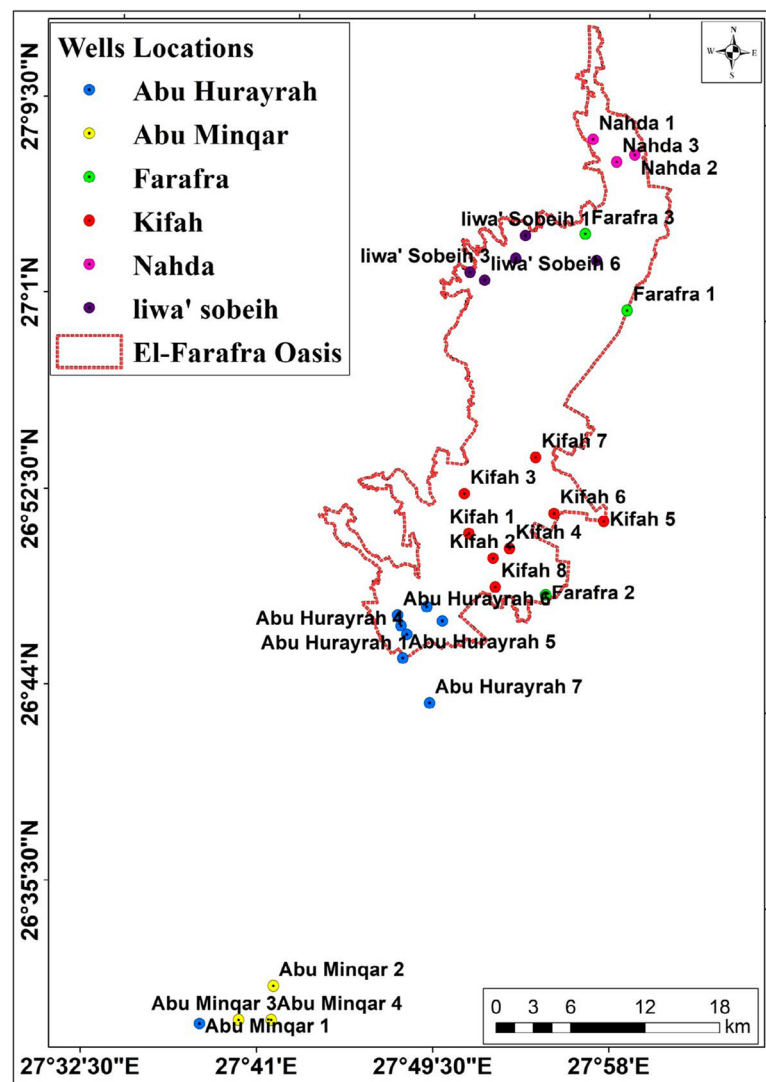 Wells Locations
Abu Hurayrah
Abu Minqar
Farafra
Kifah
Nahda
liwa' sobeih
El-Farafra Oasis
N
W E
S
27°9'30"N
27°1'N
26°52'30"N
26°44'N
26°35'30"N
Nahda 1
Nahda 3
Nahda 2
liwa' Sobeih 1
Farafra 3
liwa' Sobeih 3
liwa' Sobeih 6
Farafra 1
Kifah 7
Kifah 3
Kifah 6
Kifah 1
Kifah 5
Kifah 2
Kifah 4
Kifah 8
Farafra 2
Abu Hurayrah 6
Abu Hurayrah 4
Abu Hurayrah 1
Abu Hurayrah 5
Abu Hurayrah 7
Abu Minqar 2
Abu Minqar 3
Abu Minqar 4
Abu Minqar 1
0 3 6 12 18
km
27°32'30"E
27°41'E
27°49'30"E
27°58'E